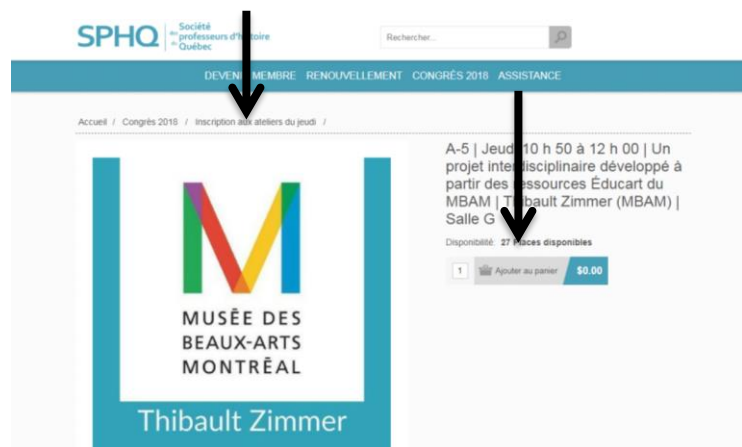 SPHQ
Société
des professeurs d'histoire
du Québec
Rechercher...
DEVENIR MEMBRE RENOUVELLEMENT CONGRÈS 2018 ASSISTANCE
Accueil / Congrès 2018 / Inscription aux ateliers du jeudi /
A-5 | Jeudi 10 h 50 à 12 h 00 | Un
projet interdisciplinaire développé à
partir des ressources Éducart du
MBAM | Thibault Zimmer (MBAM) |
Salle G
Disponibilité: 27 Places disponibles
1 Ajouter au panier $0.00
M
MUSÉE DES
BEAUX-ARTS
MONTRÉAL
Thibault Zimmer